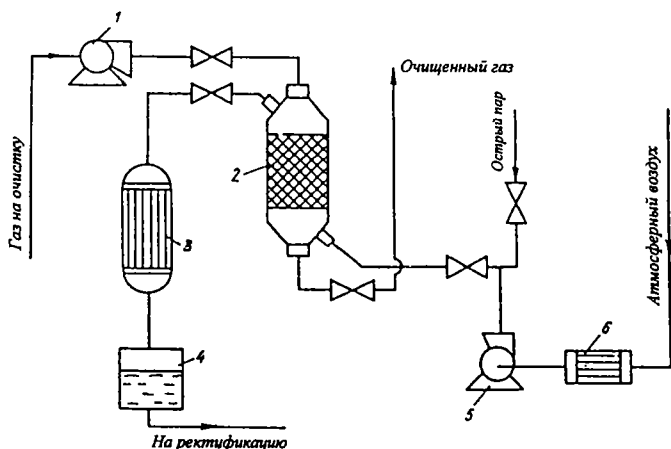 1
Очищенный газ
Острый пар
Атмосферный воздух
Газ на очистку
2
3
4
5
6
На ректификацию